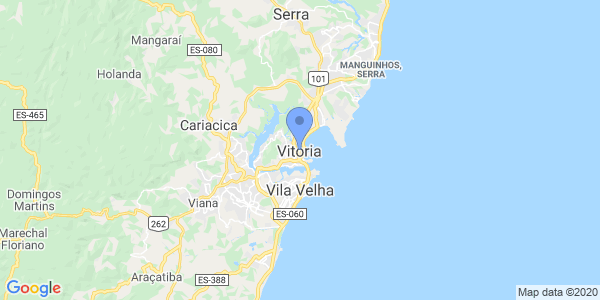 Serra
Mangaraí
ES-080
MANGUINHOS,
SERRA
Holanda
101
ES-465
Cariacica
Vitória
Vila Velha
Domingos
Martins
Viana
ES-060
Marechal
Floriano
262
Araçatiba
ES-388
Google
Map data ©2020